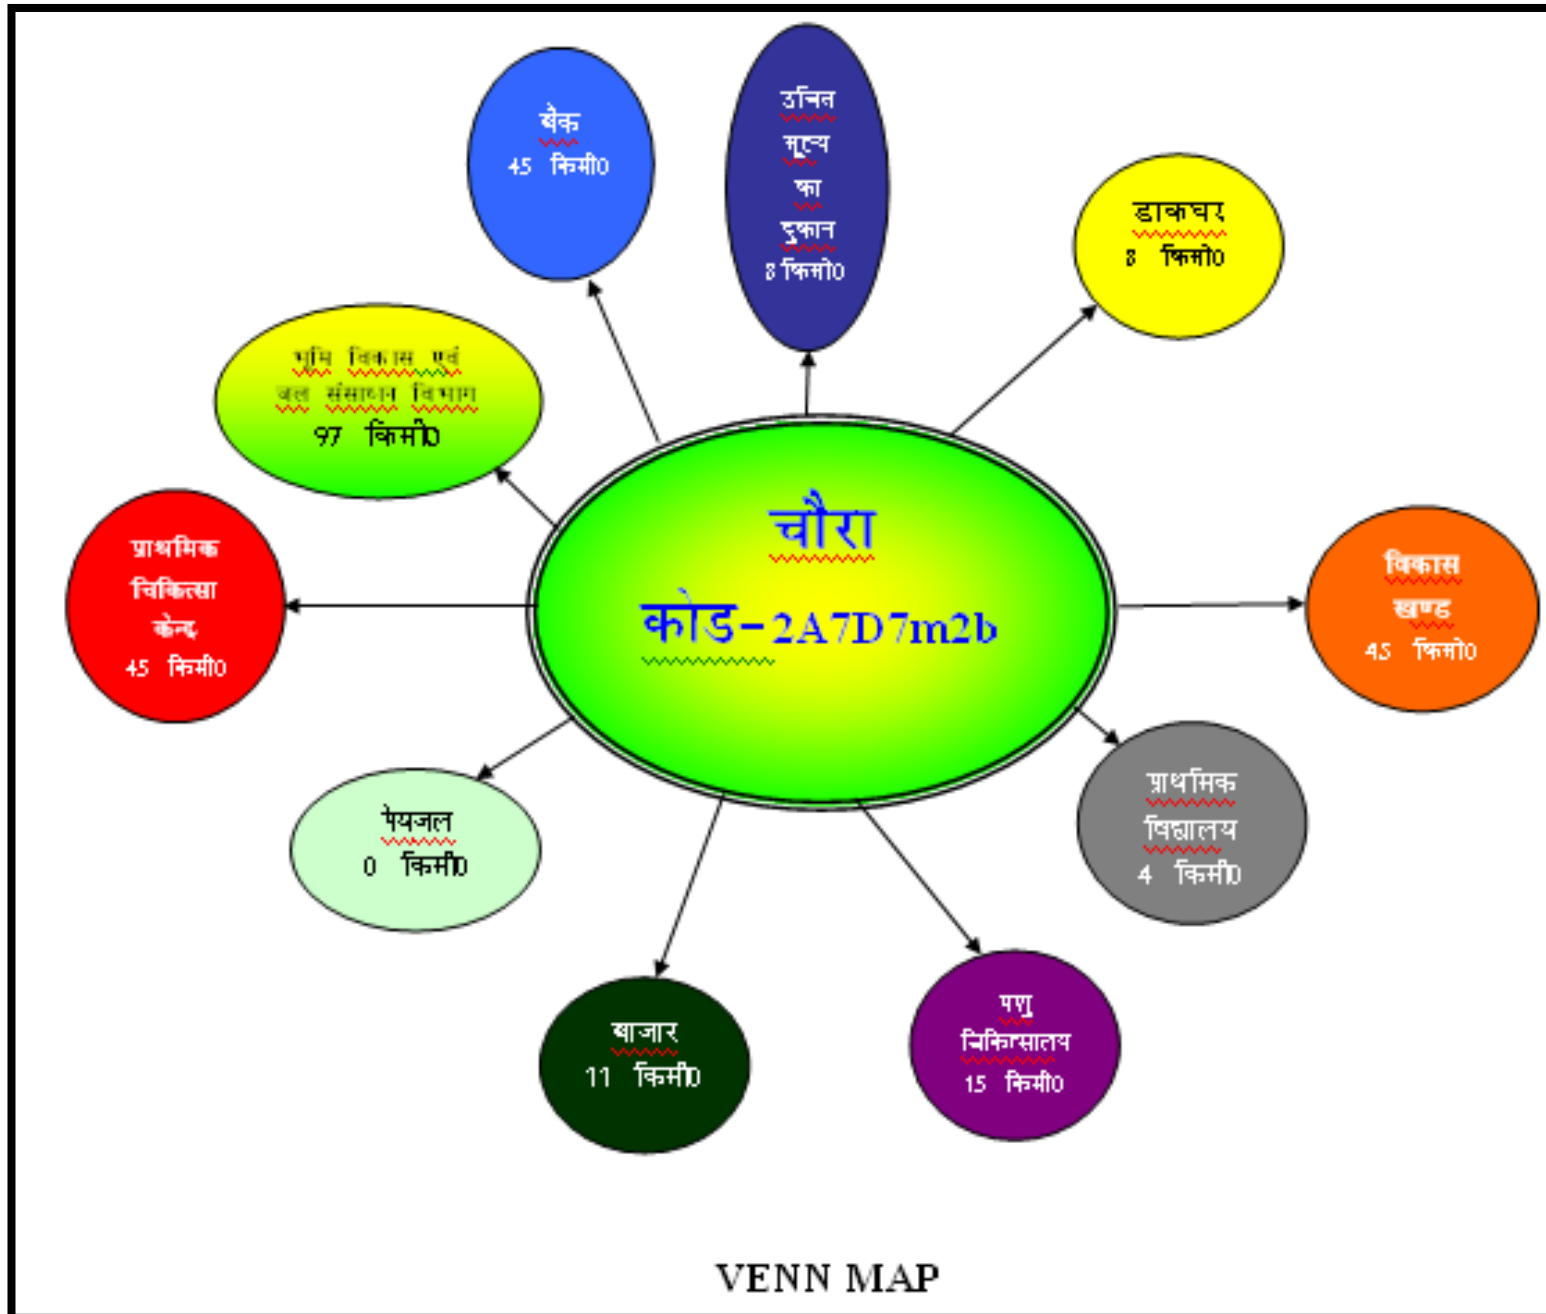 बैक
45 किमी0
उचित
मूल्य
का
दुकान
8 किमी0
डाकघर
8 किमी0
भूमि विकास एवं
जल संसाधन विभाग
97 किमी0
चौरा
कोड-2A7D7m2b
प्राथमिक
चिकित्सा
केन्द्र
45 किमी0
विकास
खण्ड
45 किमी0
पेयजल
0 किमी0
प्राथमिक
विद्यालय
4 किमी0
बाजार
11 किमी0
पशु
चिकित्सालय
15 किमी0
VENN MAP